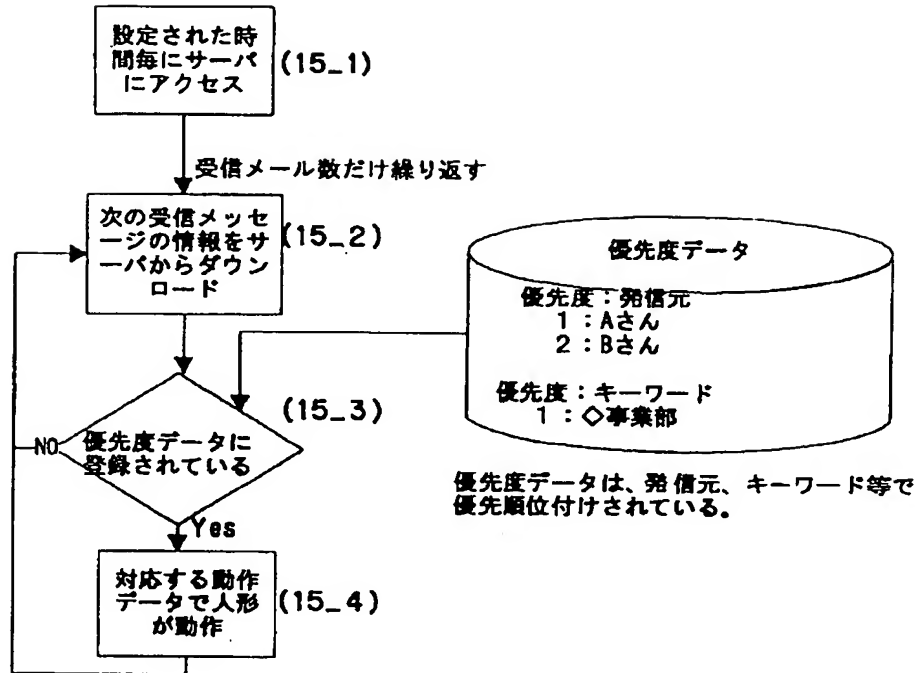 設定された時
間毎にサーバ
にアクセス
(15_1)
受信メール数だけ繰り返す
次の受信メッセ
ージの情報をサ
ーバからダウン
ロード
(15_2)
優先度データ
優先度：発信元
1：Aさん
2：Bさん
優先度：キーワード
1：◇事業部
(15_3)
NO
優先度データに
登録されている
優先度データは、発信元、キーワード等で
優先順位付けされている。
Yes
対応する動作
データで人形
が動作
(15_4)